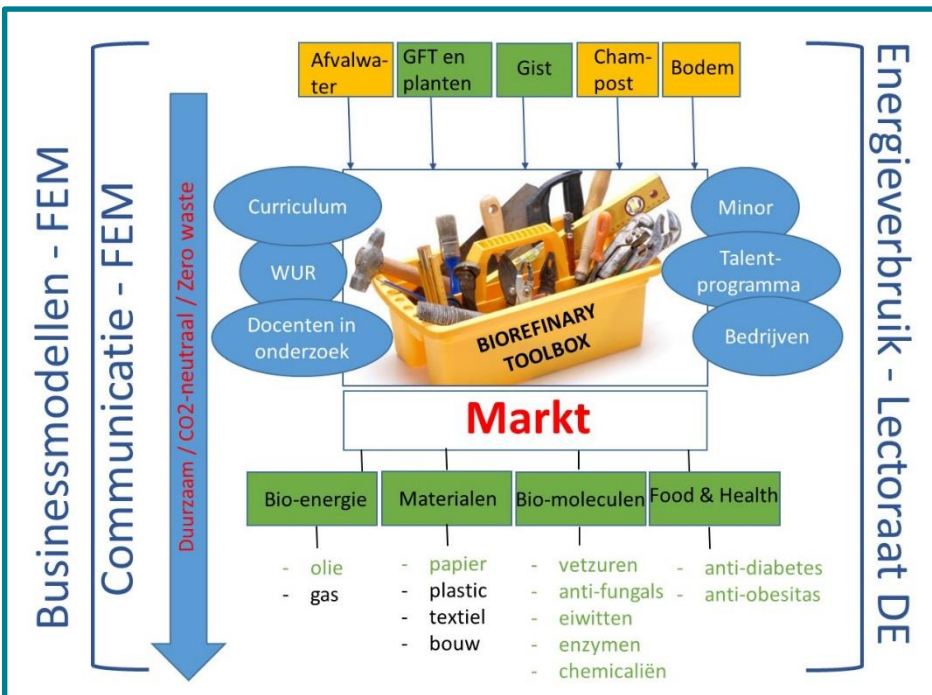 Businessmodellen - FEM
Communicatie - FEM
Duurzaam / CO2-neutraal / Zero waste
Afvalwa-
ter
GFT en
planten
Gist
Cham-
post
Bodem
Curriculum
WUR
Docenten in
onderzoek
BIOREFINARY
TOOLBOX
Minor
Talent-
programma
Bedrijven
Markt
Bio-energie
- olie
- gas
Materialen
- papier
- plastic
- textiel
- bouw
Bio-moleculen
- vetzuren
- anti-fungals
- eiwitten
- enzymen
- chemicaliën
Food & Health
- anti-diabetes
- anti-obesitas
Energieverbruik - Lectoraat DE